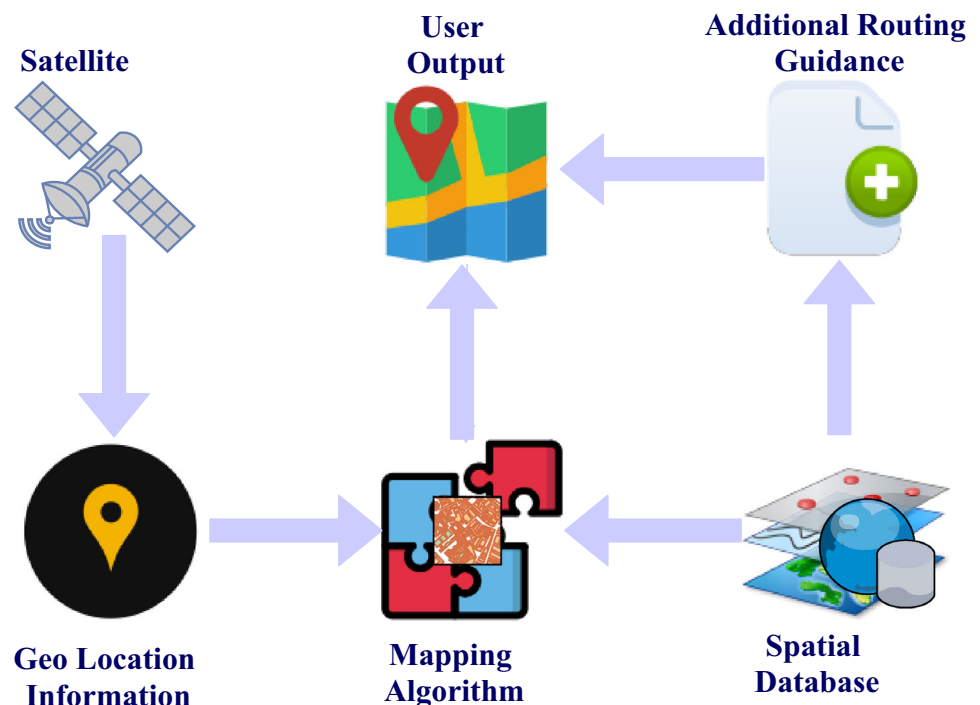 Satellite
User
Output
Additional Routing
Guidance
Geo Location
Information
Mapping
Algorithm
Spatial
Database